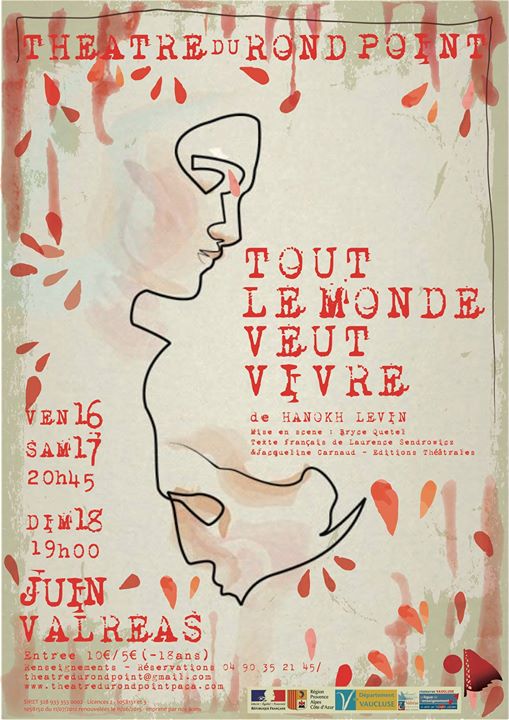 THEATRE DU ROND POINT
TOUT
LE MONDE
VEUT
VIVRE
de HANOKH LEVIN
Mise en scene : Bryce Quetel
Texte français de Laurence Sendrowicz
&Jacqueline Carnaud - Editions Théâtrales
VEN 16
SAM 17
20h45
DIM 18
19h00
JUIN
VALREAS
Entree 10€/5€ (-18ans)
Renseignements - Réservations 04 90 35 21 45/
theatredurondpoint@gmail.com
www.theatredurondpointpaca.com
RÉPUBLIQUE FRANÇAISE
Région
Provence
Alpes
Côte d'Azur
Département
VAUCLUSE